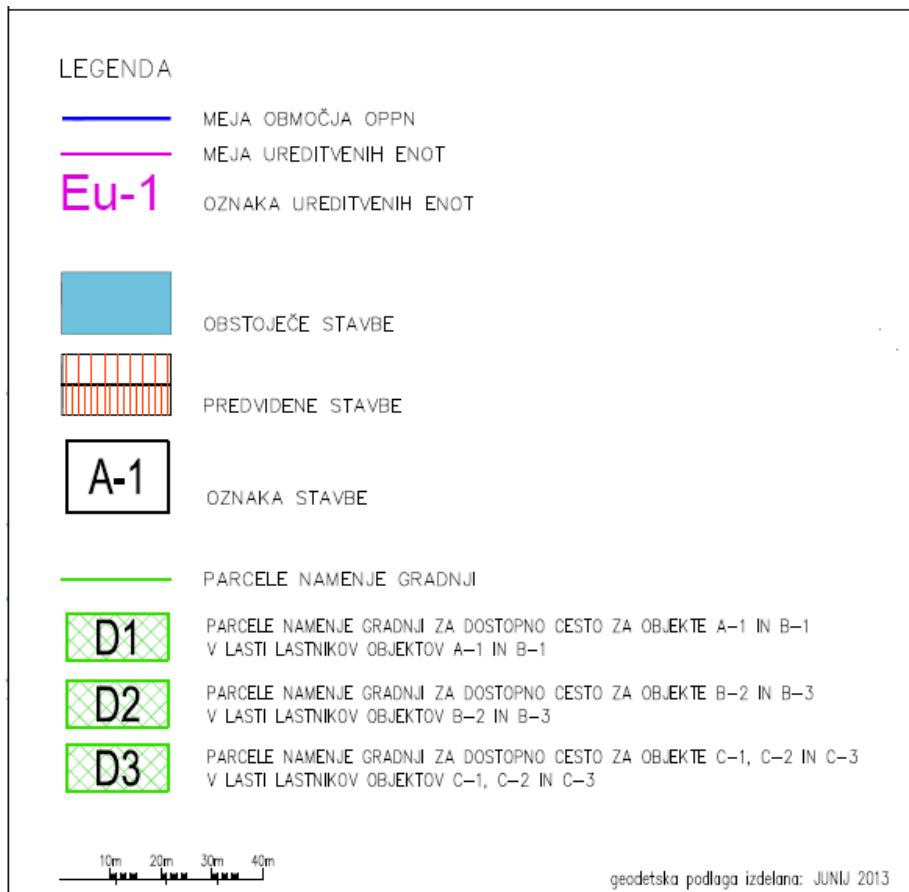 LEGENDA
MEJA OBMOČJA OPPN
MEJA UREDITVENIH ENOT
Eu-1 OZNAKA UREDITVENIH ENOT
OBSTOJEČE STAVBE
PREDVIDENE STAVBE
A-1 OZNAKA STAVBE
PARCELE NAMENJE GRADNJI
D1 PARCELE NAMENJE GRADNJI ZA DOSTOPNO CESTO ZA OBJEKTE A-1 IN B-1
V LASTI LASTNIKOV OBJEKTOV A-1 IN B-1
D2 PARCELE NAMENJE GRADNJI ZA DOSTOPNO CESTO ZA OBJEKTE B-2 IN B-3
V LASTI LASTNIKOV OBJEKTOV B-2 IN B-3
D3 PARCELE NAMENJE GRADNJI ZA DOSTOPNO CESTO ZA OBJEKTE C-1, C-2 IN C-3
V LASTI LASTNIKOV OBJEKTOV C-1, C-2 IN C-3
10m 20m 30m 40m
geodetska podlaga izdelana: JUNIJ 2013